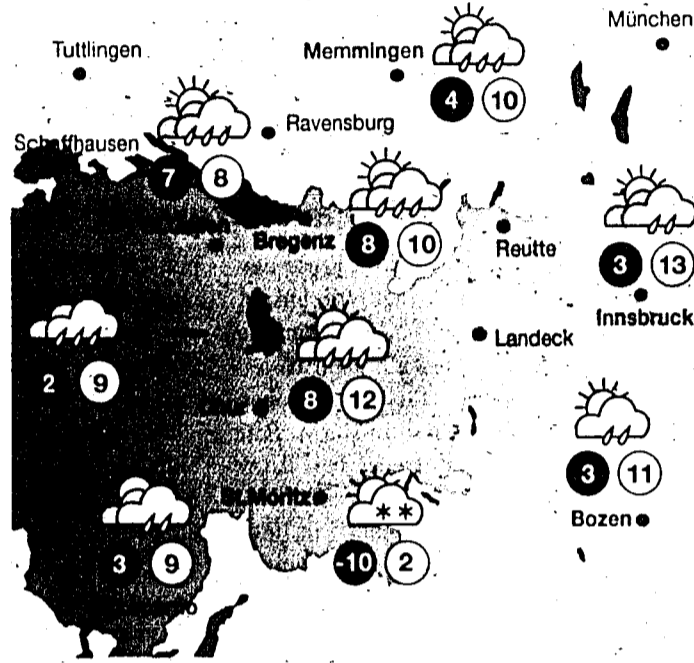 München
Tuttlingen
Memmingen
4 10
Ravensburg
Schaffhausen
7 8
Bregenz
8 10
Reutte
3 13
Innsbruck
Landeck
2 9
8 12
3 11
St. Moritz
Bozen
3 9
-10 2